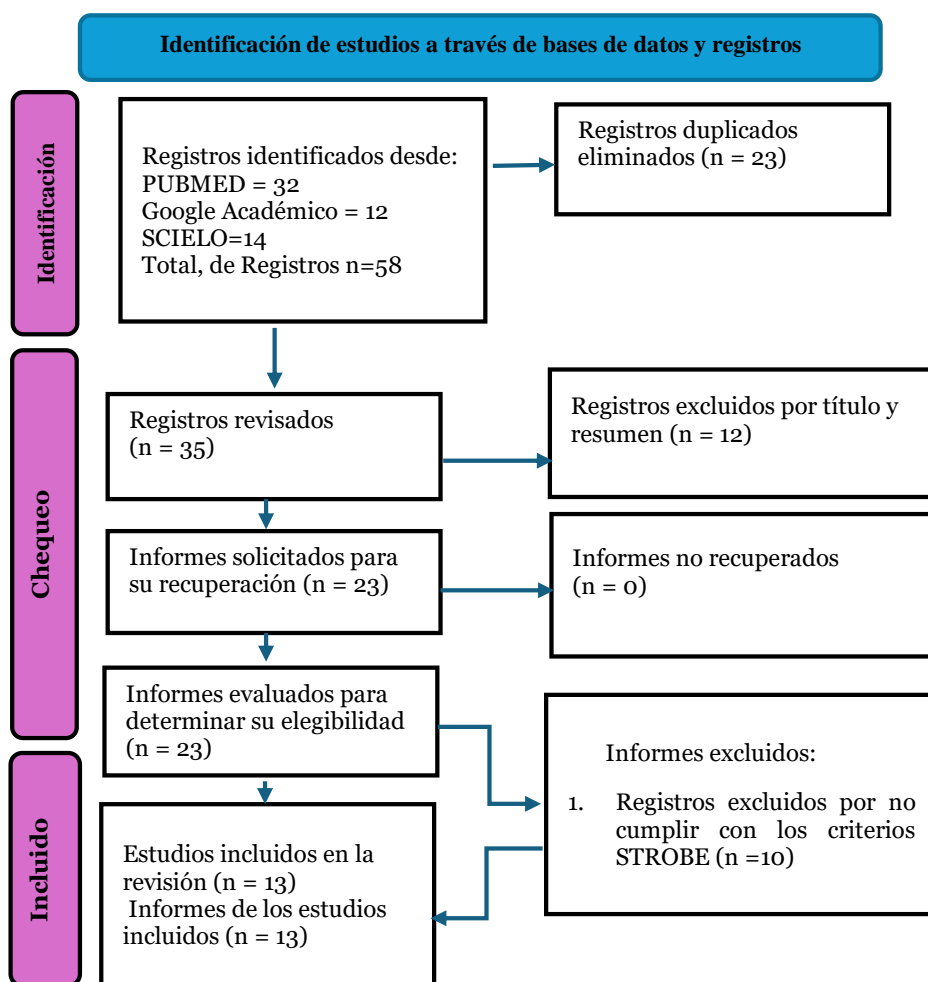 Identificación de estudios a través de bases de datos y registros
Identificación
Registros identificados desde:
PUBMED = 32
Google Académico = 12
SCIELO=14
Total, de Registros n=58
Registros duplicados
eliminados (n = 23)
Chequeo
Registros revisados
(n = 35)
Registros excluidos por título y
resumen (n = 12)
Informes solicitados para
su recuperación (n = 23)
Informes no recuperados
(n = 0)
Informes evaluados para
determinar su elegibilidad
(n = 23)
Informes excluidos:
1. Registros excluidos por no
cumplir con los criterios
STROBE (n =10)
Incluido
Estudios incluidos en la
revisión (n = 13)
Informes de los estudios
incluidos (n = 13)